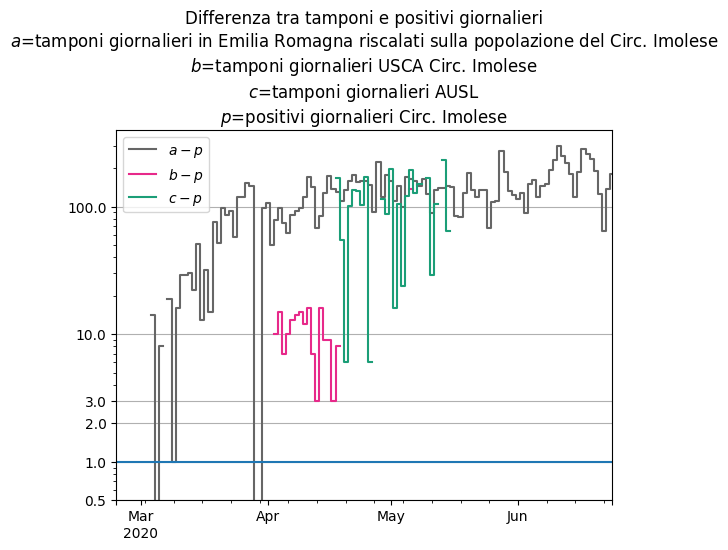 Differenza tra tamponi e positivi giornalieri
a=tamponi giornalieri in Emilia Romagna riscalati sulla popolazione del Circ. Imolese
b=tamponi giornalieri USCA Circ. Imolese
c=tamponi giornalieri AUSL
p=positivi giornalieri Circ. Imolese
a − p
b − p
c − p
100.0
10.0
3.0
2.0
1.0
0.5
Mar Apr May Jun
2020